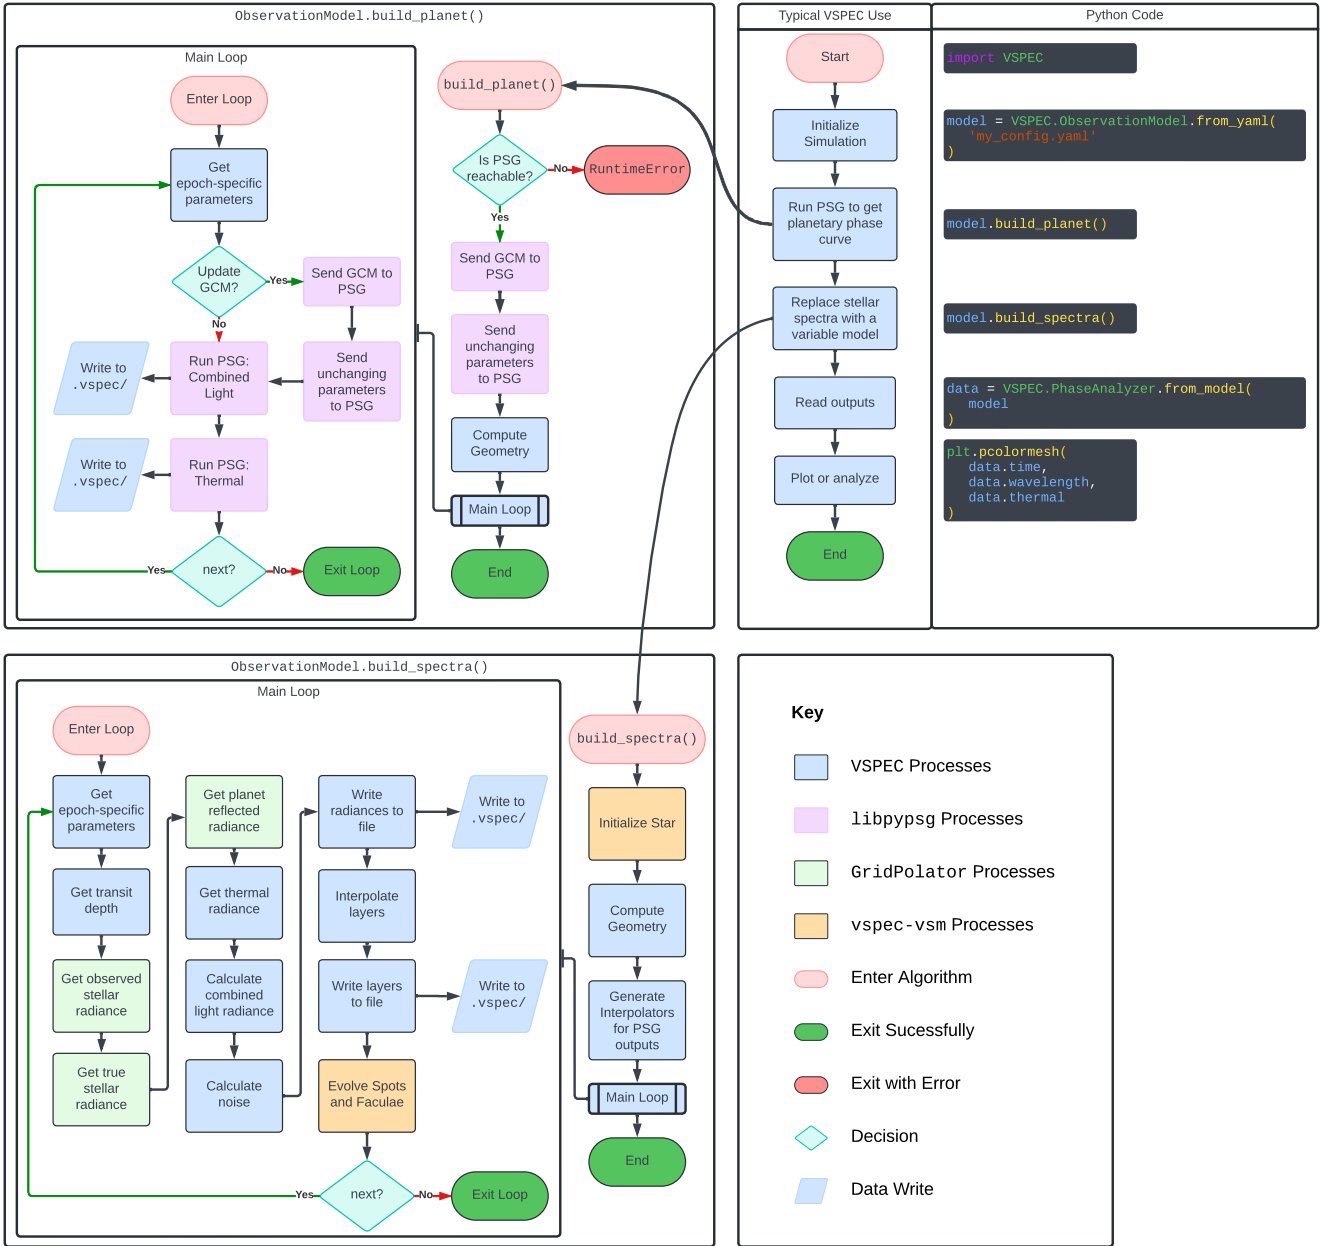 ObservationModel.build_planet()
Main Loop
Enter Loop
Get
epoch-specific
parameters
Update
GCM?
Yes
No
Send GCM to
PSG
Send
unchanging
parameters
to PSG
Run PSG:
Combined
Light
Write to
.vspec/
Run PSG:
Thermal
Write to
.vspec/
next?
Yes
No
Exit Loop
build_planet()
Is PSG
reachable?
No
RuntimeError
Yes
Send GCM to
PSG
Send
unchanging
parameters
to PSG
Compute
Geometry
Main Loop
End
Typical VSPEC Use
Start
Initialize
Simulation
Run PSG to get
planetary phase
curve
Replace stellar
spectra with a
variable model
Read outputs
Plot or analyze
End
Python Code
import VSPEC
model = VSPEC.ObservationModel.from_yaml(
'my_config.yaml'
)
model.build_planet()
model.build_spectra()
data = VSPEC.PhaseAnalyzer.from_model(
model
)
plt.pcolormesh(
data.time,
data.wavelength,
data.thermal
)
ObservationModel.build_spectra()
Main Loop
Enter Loop
Get
epoch-specific
parameters
Get transit
depth
Get observed
stellar
radiance
Get true
stellar
radiance
Get planet
reflected
radiance
Get thermal
radiance
Calculate
combined
light radiance
Calculate
noise
Write
radiances to
file
Write to
.vspec/
Interpolate
layers
Write layers
to file
Write to
.vspec/
Evolve Spots
and Faculae
next?
Yes
No
Exit Loop
build_spectra()
Initialize Star
Compute
Geometry
Generate
Interpolators
for PSG
outputs
Main Loop
End
Key
VSPEC Processes
libpypsg Processes
GridPolator Processes
vspec-vsm Processes
Enter Algorithm
Exit Sucessfully
Exit with Error
Decision
Data Write